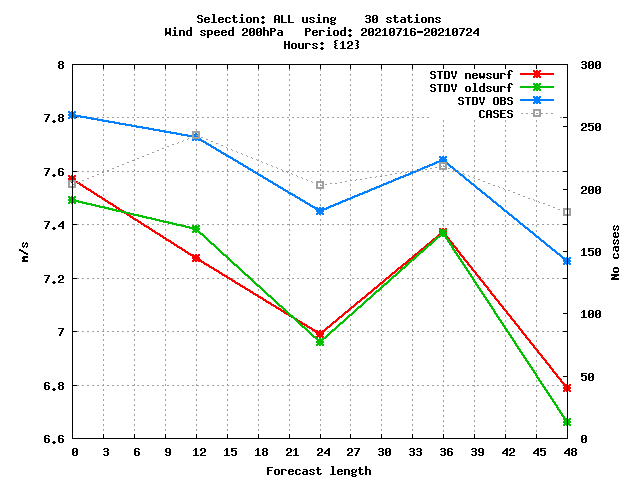 Selection: ALL using    30 stations
Wind speed 200hPa   Period: 20210716-20210724
Hours: {12}
STDV newsurf
STDV oldsurf
STDV OBS
CASES
8
7.8
7.6
7.4
7.2
7
6.8
6.6
m/s
300
250
200
150
100
50
0
No cases
0 3 6 9 12 15 18 21 24 27 30 33 36 39 42 45 48
Forecast length